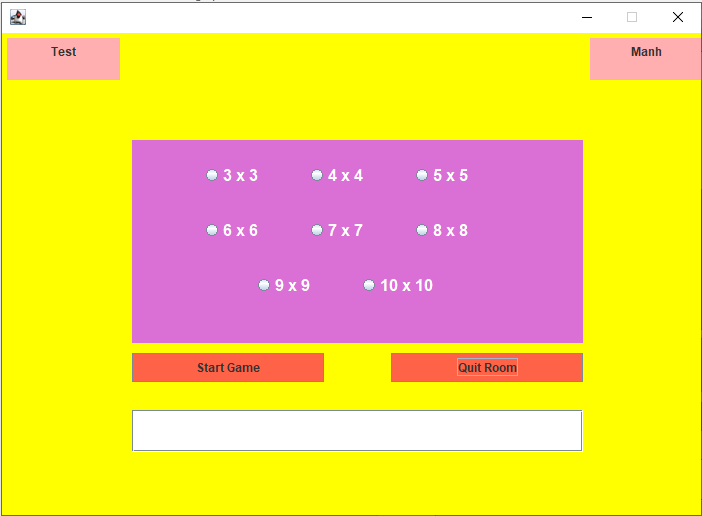 Test Manh
3 x 3 4 x 4 5 x 5
6 x 6 7 x 7 8 x 8
9 x 9 10 x 10
Start Game Quit Room